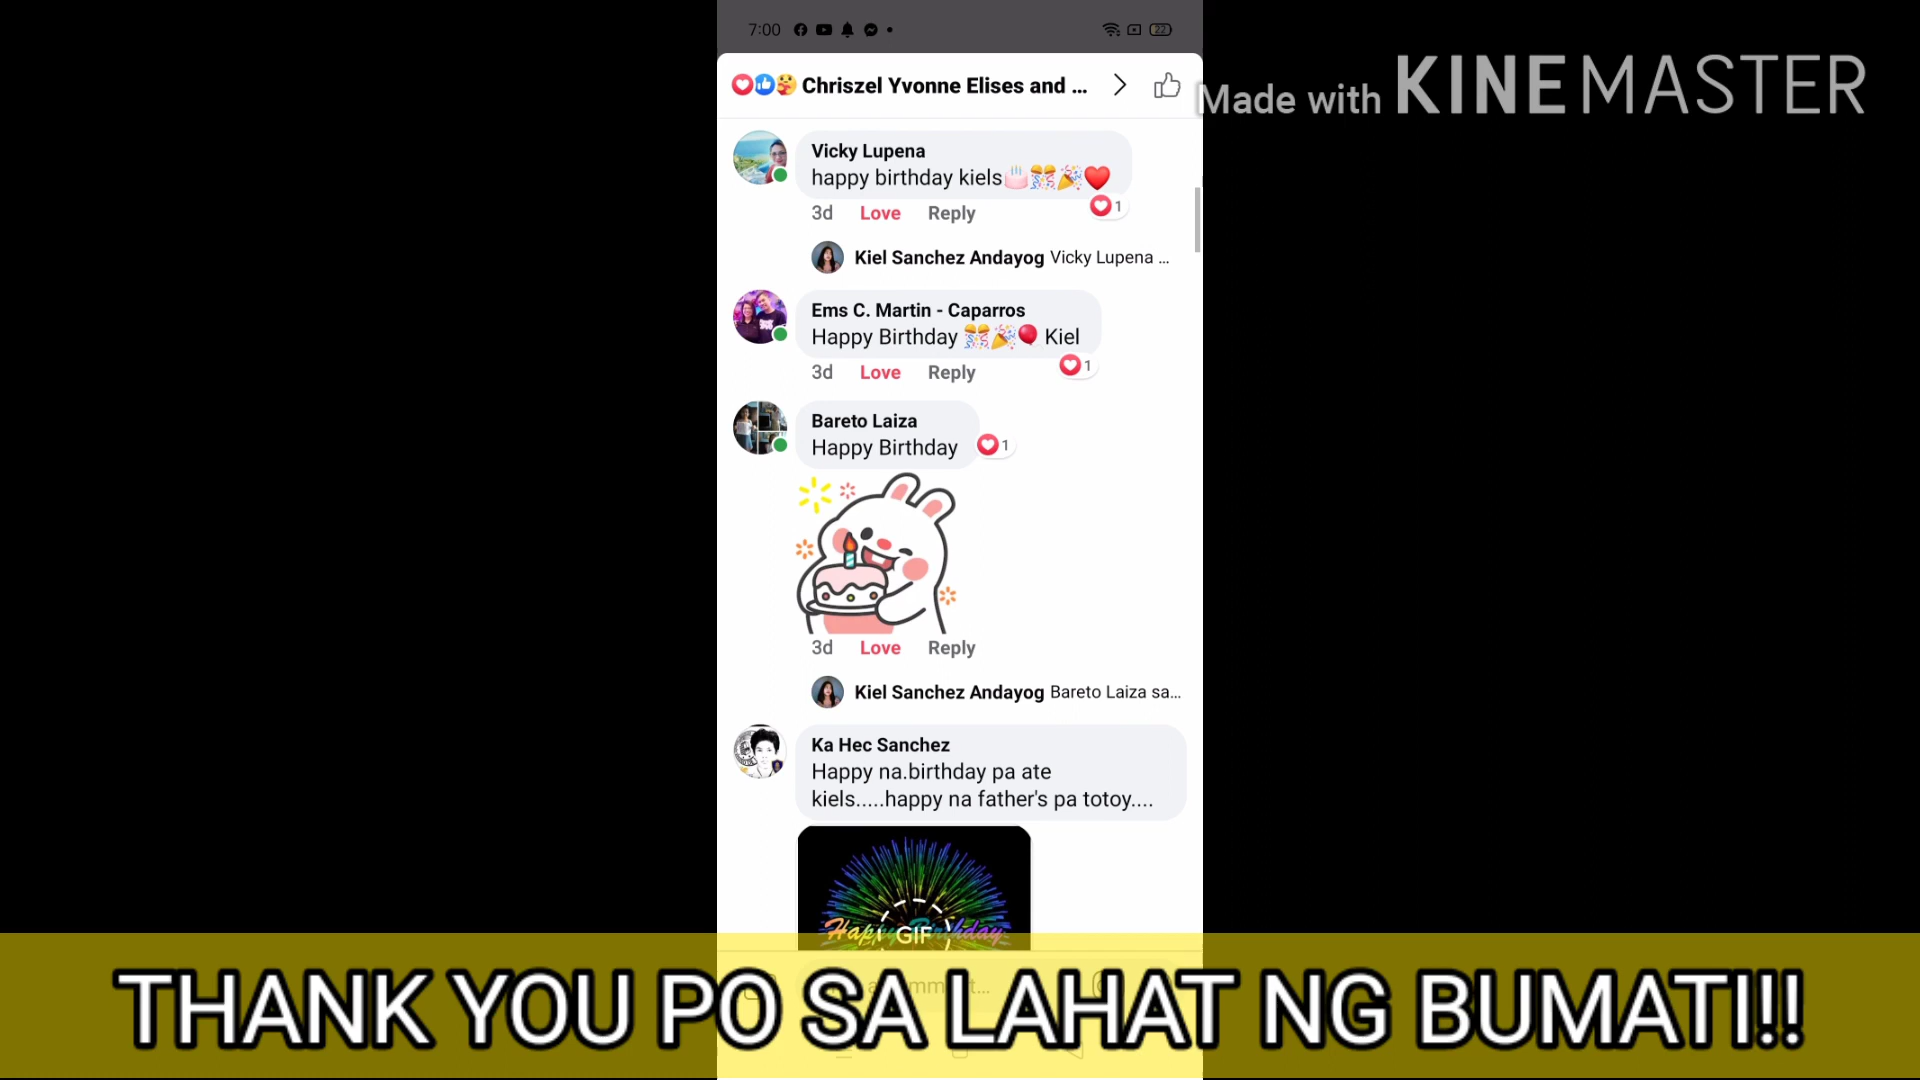 7:00
22
Chriszel Yvonne Elises and ...
Made with KINEMASTER
Vicky Lupena
happy birthday kiels🎂🎊🎉❤️
1
3d Love Reply
Kiel Sanchez Andayog Vicky Lupena ...
Ems C. Martin - Caparros
Happy Birthday 🎊🎉🎈 Kiel
1
3d Love Reply
Bareto Laiza
Happy Birthday
1
3d Love Reply
Kiel Sanchez Andayog Bareto Laiza sa...
Ka Hec Sanchez
Happy na.birthday pa ate
kiels.....happy na father's pa totoy....
Happy Birthday
GIF
THANK YOU PO SA LAHAT NG BUMATI!!